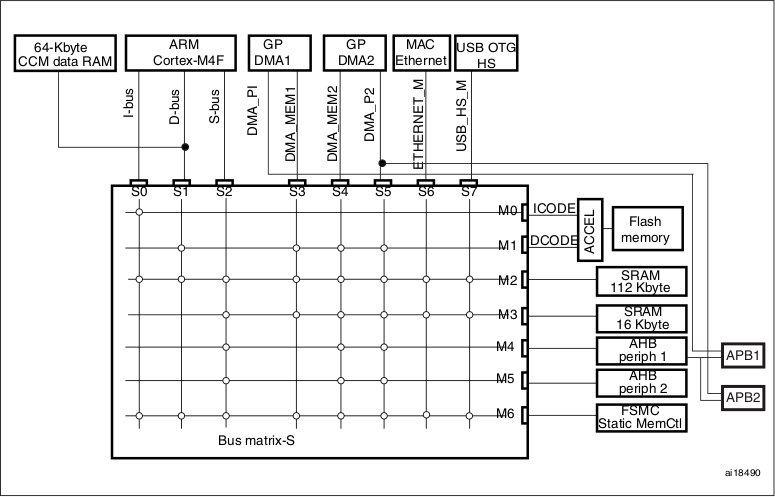 64-Kbyte
CCM data RAM
ARM
Cortex-M4F
GP
DMA1
GP
DMA2
MAC
Ethernet
USB OTG
HS
I-bus
D-bus
S-bus
DMA_PI
DMA_MEM1
DMA_MEM2
DMA_P2
ETHERNET_M
USB_HS_M
S0 S1 S2 S3 S4 S5 S6 S7
M0
ICODE
M1
DCODE
ACCEL
Flash
memory
M2
SRAM
112 Kbyte
M3
SRAM
16 Kbyte
M4
AHB
periph 1
APB1
M5
AHB
periph 2
APB2
M6
FSMC
Static MemCtl
Bus matrix-S
ai18490